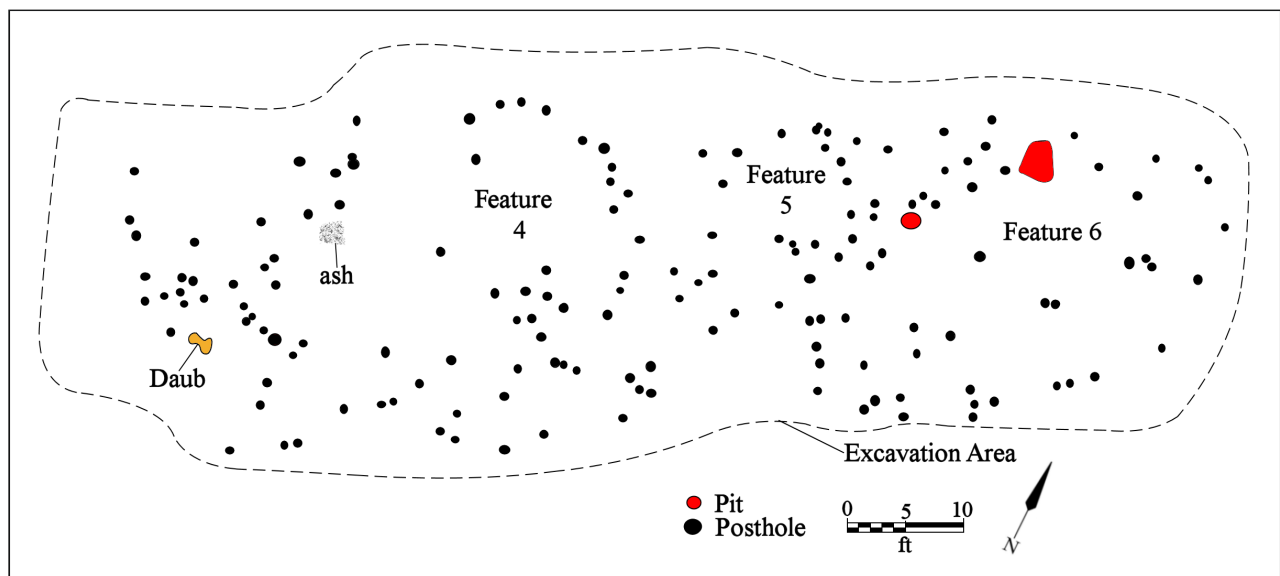 Feature
4
Feature
5
Feature 6
ash
Daub
Excavation Area
Pit
Posthole
0 5 10
ft
N